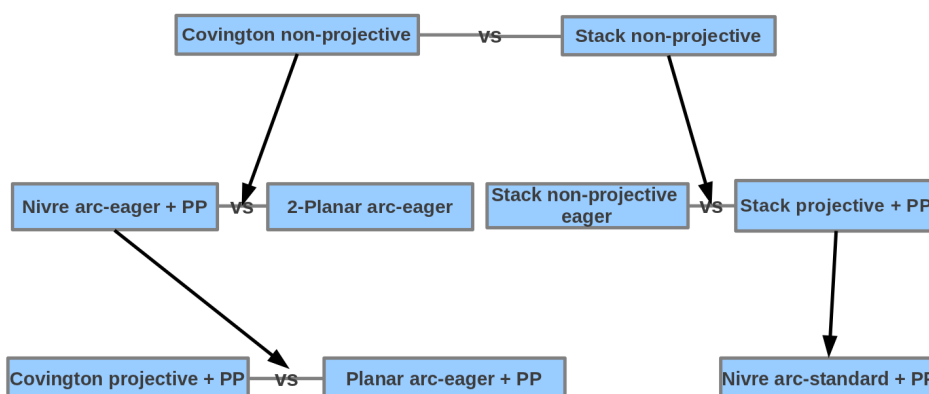 Covington non-projective vs Stack non-projective
Nivre arc-eager + PP vs 2-Planar arc-eager
Stack non-projective
eager
vs Stack projective + PP
Covington projective + PP vs Planar arc-eager + PP
Nivre arc-standard + PP